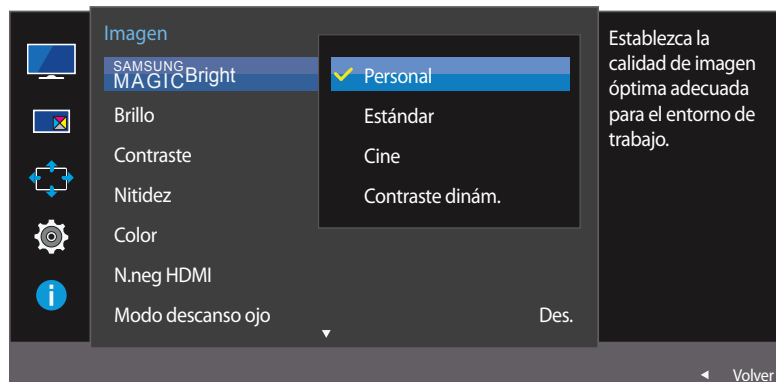 Imagen
SAMSUNG
MAGICBright
Brillo
Contraste
Nitidez
Color
N.neg HDMI
Modo descanso ojo Des.
Personal
Estándar
Cine
Contraste dinám.
Establezca la
calidad de imagen
óptima adecuada
para el entorno de
trabajo.
Volver